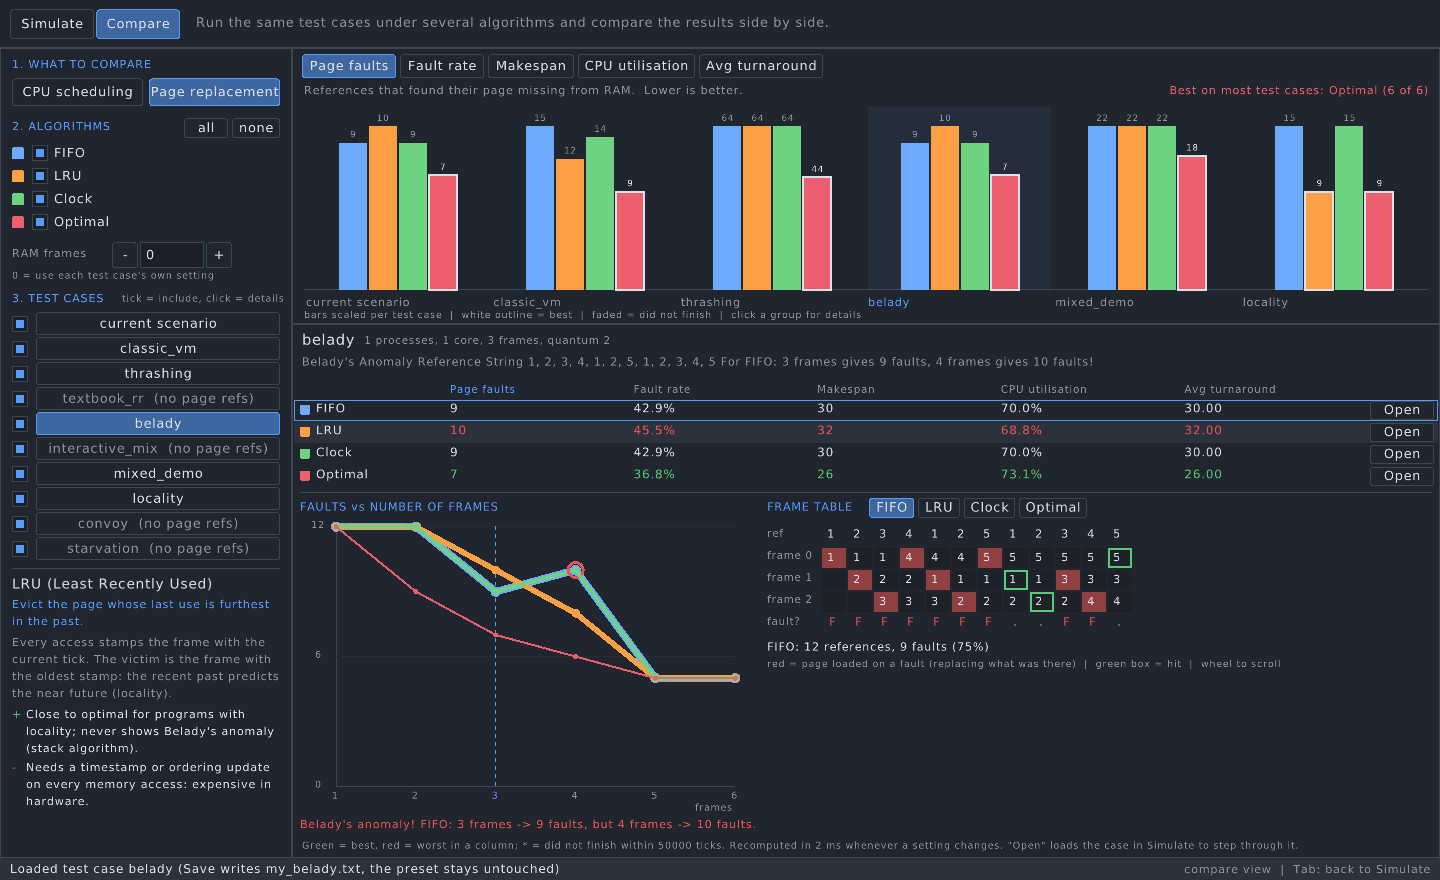 Simulate Compare Run the same test cases under several algorithms and compare the results side by side.
1. WHAT TO COMPARE
CPU scheduling Page replacement
2. ALGORITHMS all none
FIFO
LRU
Clock
Optimal
RAM frames - 0 +
0 = use each test case's own setting
3. TEST CASES tick = include, click = details
current scenario
classic_vm
thrashing
textbook_rr (no page refs)
belady
interactive_mix (no page refs)
mixed_demo
locality
convoy (no page refs)
starvation (no page refs)
LRU (Least Recently Used)
Evict the page whose last use is furthest
in the past.
Every access stamps the frame with the
current tick. The victim is the frame with
the oldest stamp: the recent past predicts
the near future (locality).
+ Close to optimal for programs with
locality; never shows Belady's anomaly
(stack algorithm).
- Needs a timestamp or ordering update
on every memory access: expensive in
hardware.
Page faults Fault rate Makespan CPU utilisation Avg turnaround
References that found their page missing from RAM. Lower is better. Best on most test cases: Optimal (6 of 6)
9 10 9 7 15 12 14 9 64 64 64 44 9 10 9 7 22 22 22 18 15 9 15 9
current scenario classic_vm thrashing belady mixed_demo locality
bars scaled per test case | white outline = best | faded = did not finish | click a group for details
belady 1 processes, 1 core, 3 frames, quantum 2
Belady's Anomaly Reference String 1, 2, 3, 4, 1, 2, 5, 1, 2, 3, 4, 5 For FIFO: 3 frames gives 9 faults, 4 frames gives 10 faults!
Page faults Fault rate Makespan CPU utilisation Avg turnaround
FIFO 9 42.9% 30 70.0% 30.00 Open
LRU 10 45.5% 32 68.8% 32.00 Open
Clock 9 42.9% 30 70.0% 30.00 Open
Optimal 7 36.8% 26 73.1% 26.00 Open
FAULTS vs NUMBER OF FRAMES
12
6
0
1 2 3 4 5 6
frames
Belady's anomaly! FIFO: 3 frames -> 9 faults, but 4 frames -> 10 faults.
FRAME TABLE FIFO LRU Clock Optimal
ref 1 2 3 4 1 2 5 1 2 3 4 5
frame 0 1 1 1 4 4 4 5 5 5 5 5 5
frame 1 2 2 2 1 1 1 1 1 3 3 3
frame 2 3 3 3 2 2 2 2 2 4 4
fault? F F F F F F F . . F F .
FIFO: 12 references, 9 faults (75%)
red = page loaded on a fault (replacing what was there) | green box = hit | wheel to scroll
Green = best, red = worst in a column; * = did not finish within 50000 ticks. Recomputed in 2 ms whenever a setting changes. "Open" loads the case in Simulate to step through it.
Loaded test case belady (Save writes my_belady.txt, the preset stays untouched) compare view | Tab: back to Simulate